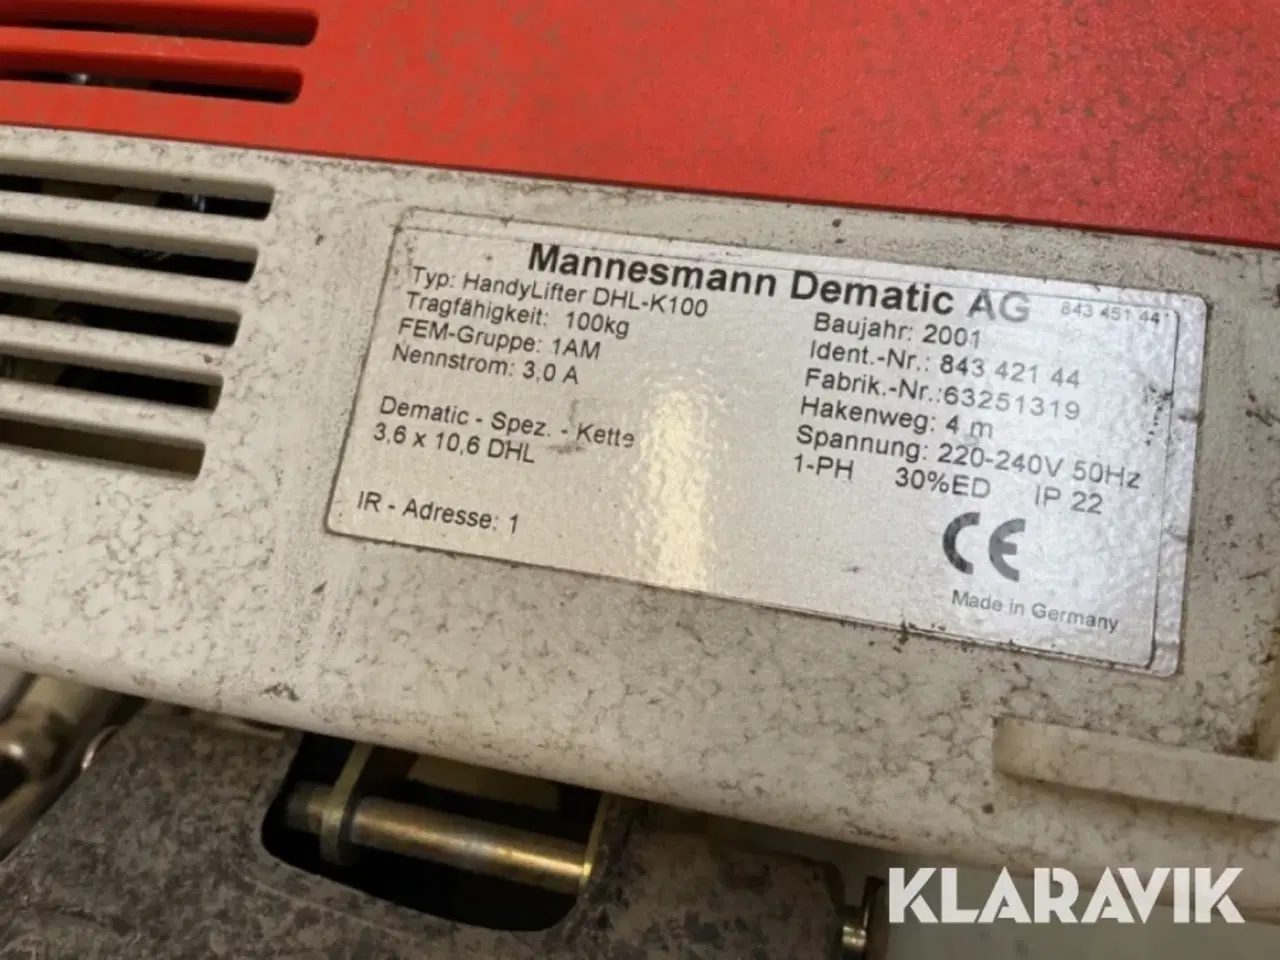 Mannesmann Dematic AG
843 451 44
Typ: HandyLifter DHL-K100
Tragfähigkeit: 100kg
FEM-Gruppe: 1AM
Nennstrom: 3,0 A
Dematic - Spez. - Kette
3,6 x 10,6 DHL
IR - Adresse: 1
Baujahr: 2001
Ident.-Nr.: 843 421 44
Fabrik.-Nr.:63251319
Hakenweg: 4 m
Spannung: 220-240V 50Hz
1-PH 30%ED IP 22
CE
Made in Germany
KLARAVIK